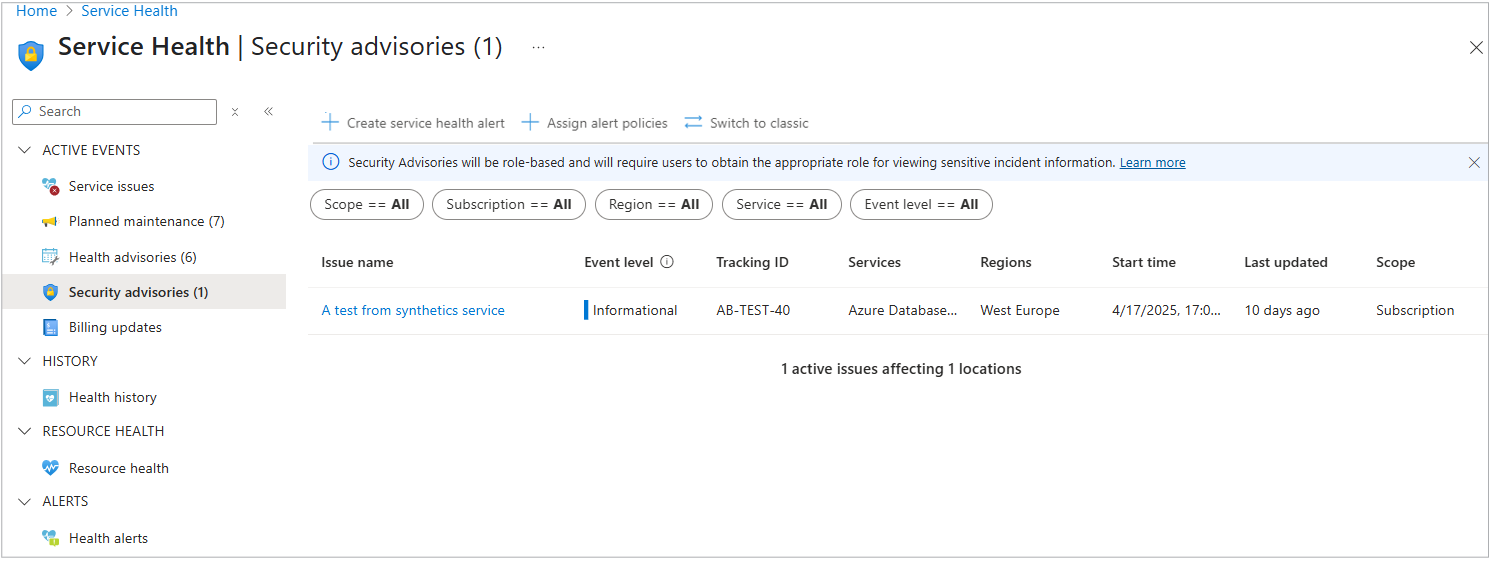 Home > Service Health
Service Health | Security advisories (1) ...
Search
ACTIVE EVENTS
Service issues
Planned maintenance (7)
Health advisories (6)
Security advisories (1)
Billing updates
HISTORY
Health history
RESOURCE HEALTH
Resource health
ALERTS
Health alerts
Create service health alert Assign alert policies Switch to classic
Security Advisories will be role-based and will require users to obtain the appropriate role for viewing sensitive incident information. Learn more
Scope == All Subscription == All Region == All Service == All Event level == All
Issue name Event level Tracking ID Services Regions Start time Last updated Scope
A test from synthetics service Informational AB-TEST-40 Azure Database... West Europe 4/17/2025, 17:0... 10 days ago Subscription
1 active issues affecting 1 locations